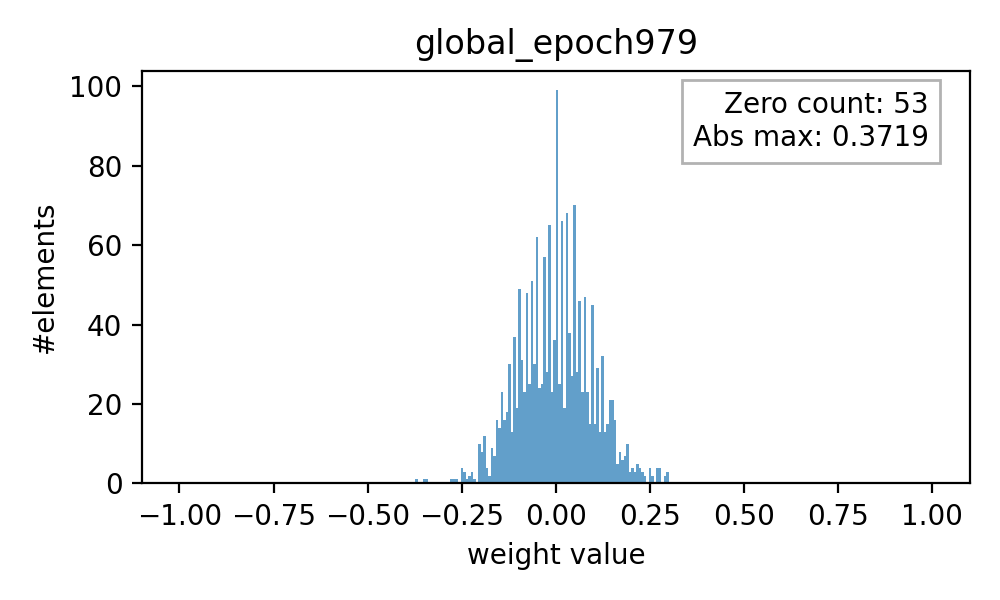 global_epoch979
Zero count: 53
Abs max: 0.3719
100
80
60
40
20
0
#elements
−1.00 −0.75 −0.50 −0.25 0.00 0.25 0.50 0.75 1.00
weight value